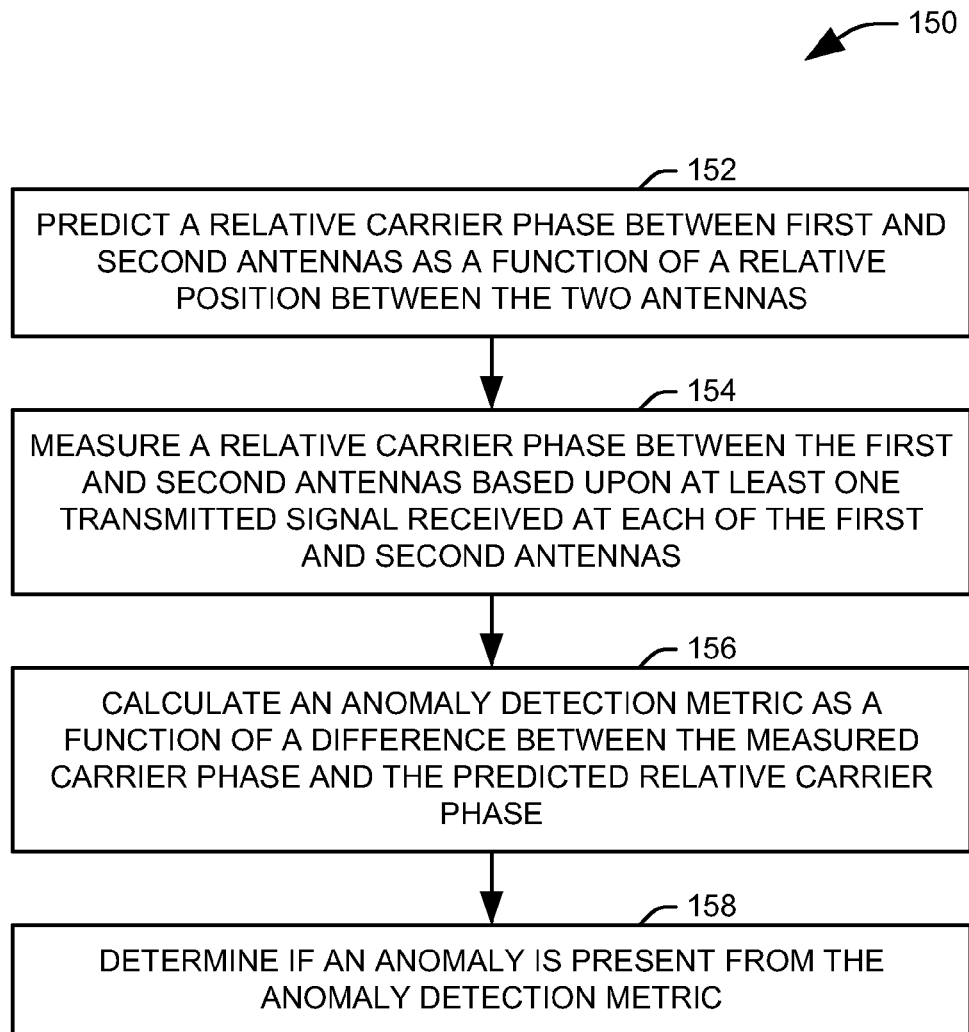 150
152
PREDICT A RELATIVE CARRIER PHASE BETWEEN FIRST AND
SECOND ANTENNAS AS A FUNCTION OF A RELATIVE
POSITION BETWEEN THE TWO ANTENNAS
154
MEASURE A RELATIVE CARRIER PHASE BETWEEN THE FIRST
AND SECOND ANTENNAS BASED UPON AT LEAST ONE
TRANSMITTED SIGNAL RECEIVED AT EACH OF THE FIRST
AND SECOND ANTENNAS
156
CALCULATE AN ANOMALY DETECTION METRIC AS A
FUNCTION OF A DIFFERENCE BETWEEN THE MEASURED
CARRIER PHASE AND THE PREDICTED RELATIVE CARRIER
PHASE
158
DETERMINE IF AN ANOMALY IS PRESENT FROM THE
ANOMALY DETECTION METRIC